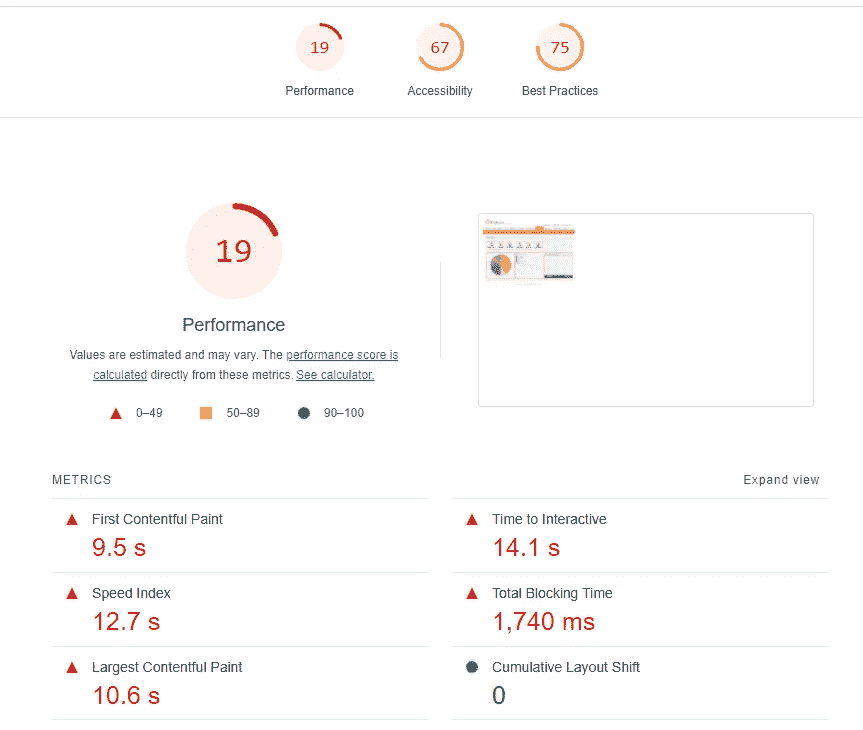 19
67
75
Performance
Accessibility
Best Practices
19
Performance
Values are estimated and may vary. The performance score is
calculated directly from these metrics. See calculator.
0–49
50–89
90–100
METRICS
Expand view
First Contentful Paint
9.5 s
Time to Interactive
14.1 s
Speed Index
12.7 s
Total Blocking Time
1,740 ms
Largest Contentful Paint
10.6 s
Cumulative Layout Shift
0